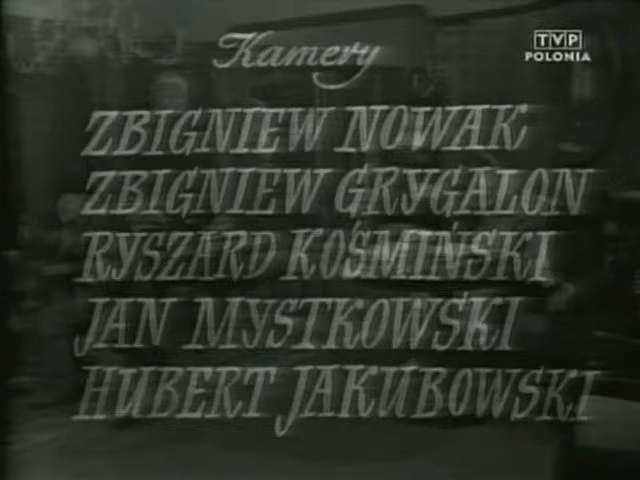 Kamery
TVP
POLONIA
ZBIGNIEW NOWAK
ZBIGNIEW GRYGALON
RYSZARD KOŚMIŃSKI
JAN MYSTKOWSKI
HUBERT JAKUBOWSKI